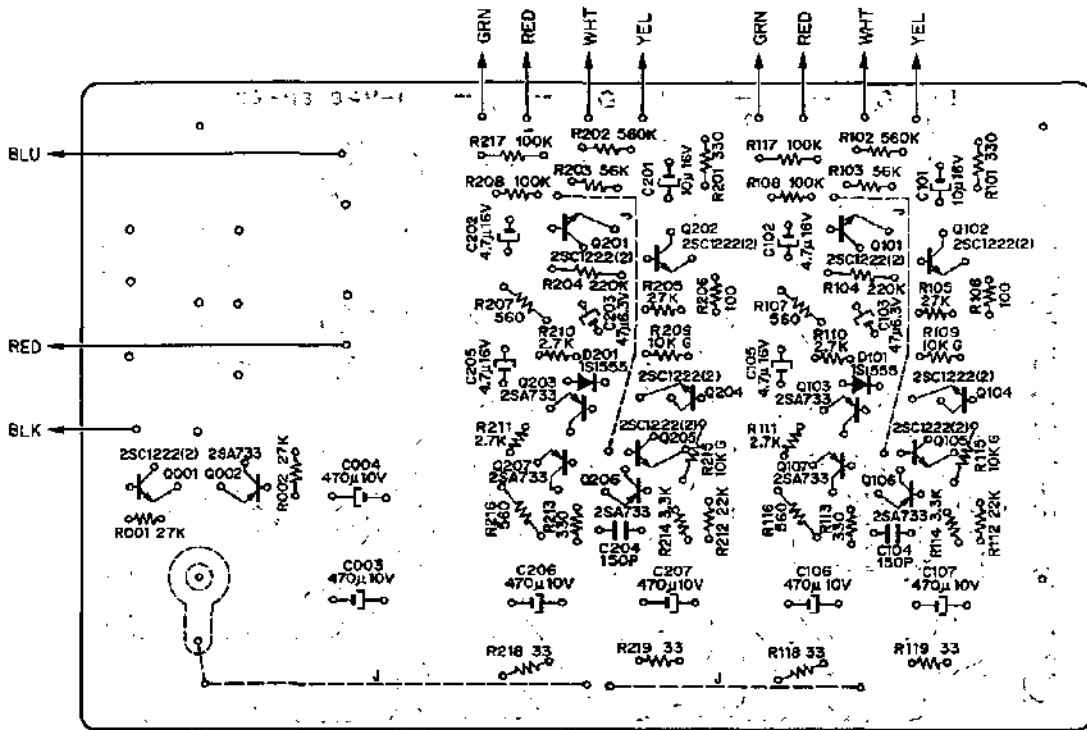 GRN
RED
WHT
YEL
GRN
RED
WHT
YEL
BLU
RED
BLK
R217 100K
R202 560K
R203 56K
R208 100K
C201
10μ16V
R201 330
C202
4.7μ16V
Q201
2SC1222(2)
J
Q202
2SC1222(2)
R204 220K
R205
27K
R206
100
R207
560
C203
47μ6.3V
R210
2.7K
R209
10K G
C205
4.7μ16V
D201
1S1555
Q203
2SA733
2SC1222(2)
Q204
R211
2.7K
2SC1222(2)
Q205
R215
10K G
Q207
2SA733
Q206
2SA733
R216
560
R213
330
C204
150P
R214 3.3K
R212 22K
C206
470μ10V
C207
470μ10V
R218 33
R219 33
R117 100K
R102 560K
R103 56K
R108 100K
C101
10μ16V
R101 330
C102
4.7μ16V
Q101
2SC1222(2)
J
Q102
2SC1222(2)
R104 220K
R105
27K
R106
100
R107
560
C103
47μ6.3V
R110
2.7K
R109
10K G
C105
4.7μ16V
D101
1S1555
Q103
2SA733
2SC1222(2)
Q104
R111
2.7K
2SC1222(2)
Q105
R115
10K G
Q107
2SA733
Q106
2SA733
R116
560
R113
330
C104
150P
R114 3.3K
R112 22K
C106
470μ10V
C107
470μ10V
R118 33
R119 33
2SC1222(2)
Q001
2SA733
Q002
R002 27K
R001 27K
C004
470μ10V
C003
470μ10V
J
J